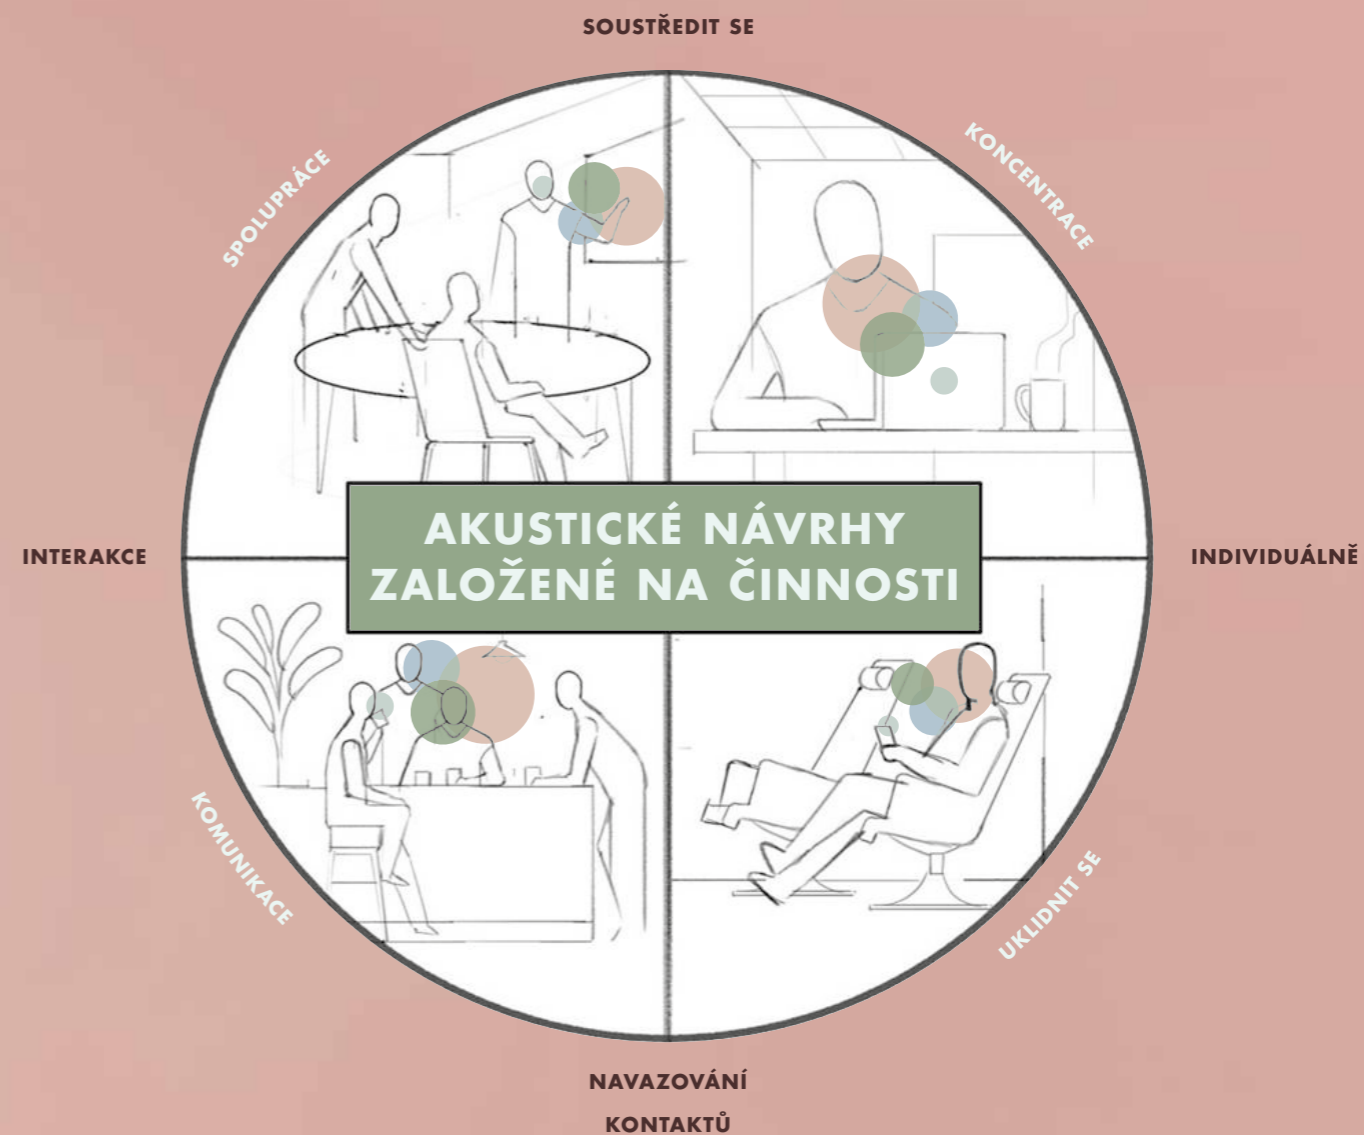 SOUSTŘEDIT SE
SPOLUPRÁCE
KONCENTRACE
AKUSTICKÉ NÁVRHY
ZALOŽENÉ NA ČINNOSTI
INTERAKCE
INDIVIDUÁLNĚ
KOMUNIKACE
UKLIDNIT SE
NAVAZOVÁNÍ
KONTAKTŮ